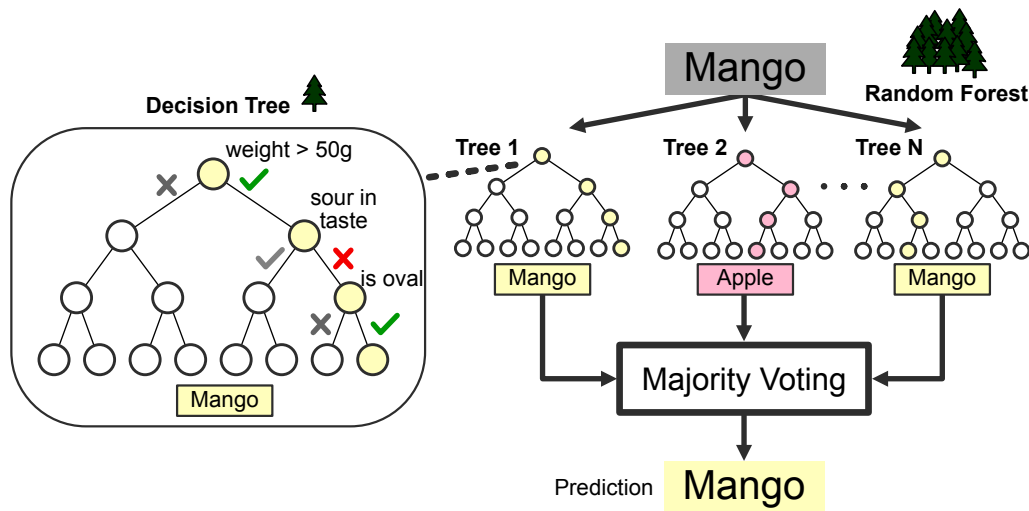 Decision Tree
weight > 50g
sour in
taste
is oval
Mango
Mango
Random Forest
Tree 1
Tree 2
Tree N
Mango
Apple
Mango
Majority Voting
Prediction
Mango